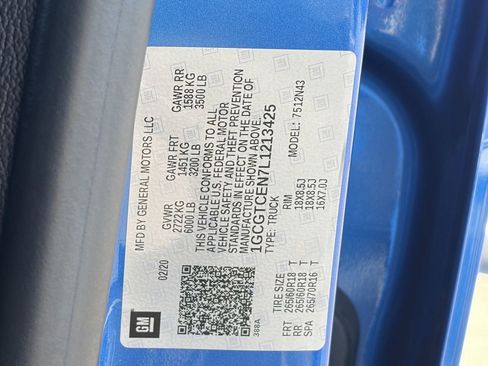 MFD BY GENERAL MOTORS LLC
02/20
GVWR GAWR FRT GAWR RR
2722 KG 1451 KG 1588 KG
6000 LB 3200 LB 3500 LB
THIS VEHICLE CONFORMS TO ALL
APPLICABLE U.S. FEDERAL MOTOR
VEHICLE SAFETY AND THEFT PREVENTION
STANDARDS IN EFFECT ON THE DATE OF
MANUFACTURE SHOWN ABOVE.
1GCGTCEN7L1213425
TYPE: TRUCK MODEL: 7512N43
388A
TIRE SIZE RIM
FRT 265/60R18 T 18X8.5J
RR 265/60R18 T 18X8.5J
SPA 265/70R16 T 16X7.0J
GM